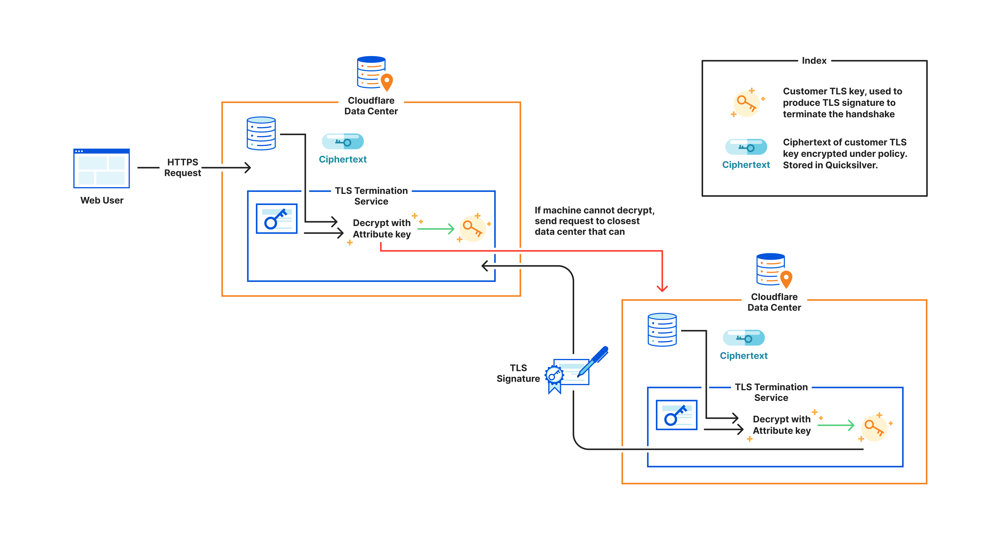 Cloudflare
Data Center
Index
Customer TLS key, used to
produce TLS signature to
terminate the handshake
Ciphertext of customer TLS
key encrypted under policy.
Stored in Quicksilver.
Ciphertext
Ciphertext
HTTPS
Request
Web User
TLS Termination
Service
Decrypt with
Attribute key
If machine cannot decrypt,
send request to closest
data center that can
Cloudflare
Data Center
Ciphertext
TLS
Signature
TLS Termination
Service
Decrypt with
Attribute key